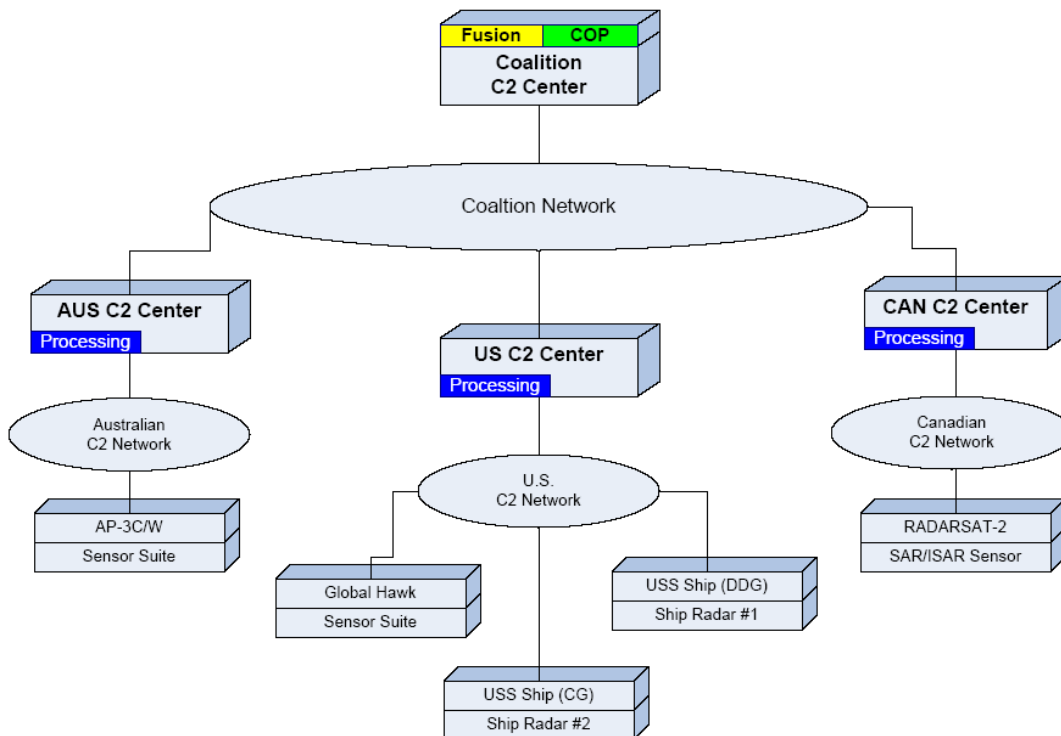 Fusion COP
Coalition
C2 Center
Coaltion Network
AUS C2 Center
Processing
US C2 Center
Processing
CAN C2 Center
Processing
Australian
C2 Network
U.S.
C2 Network
Canadian
C2 Network
AP-3C/W
Sensor Suite
Global Hawk
Sensor Suite
USS Ship (CG)
Ship Radar #2
USS Ship (DDG)
Ship Radar #1
RADARSAT-2
SAR/ISAR Sensor